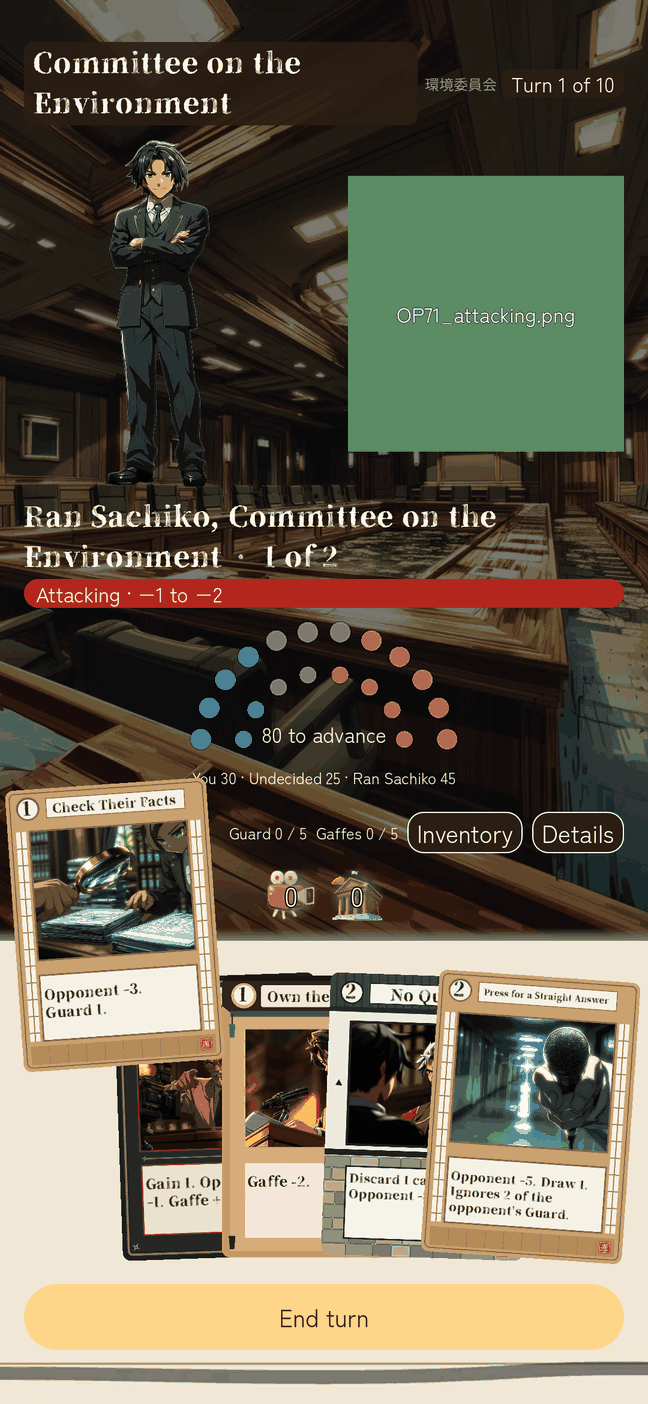 Committee on the
Environment
環境委員会
Turn 1 of 10
OP71_attacking.png
Ran Sachiko, Committee on the
Environment · 1 of 2
Attacking · −1 to −2
80 to advance
You 30 · Undecided 25 · Ran Sachiko 45
Guard 0 / 5 Gaffes 0 / 5
Inventory
Details
0
0
1 Check Their Facts
Opponent -3.
Guard 1.
Gain 1. Op
-1. Gaffe +
1 Own the
Gaffe -2.
2 No Qu
Discard 1 ca
Opponent -
2 Press for a Straight Answer
Opponent -5. Draw 1.
Ignores 2 of the
opponent's Guard.
End turn